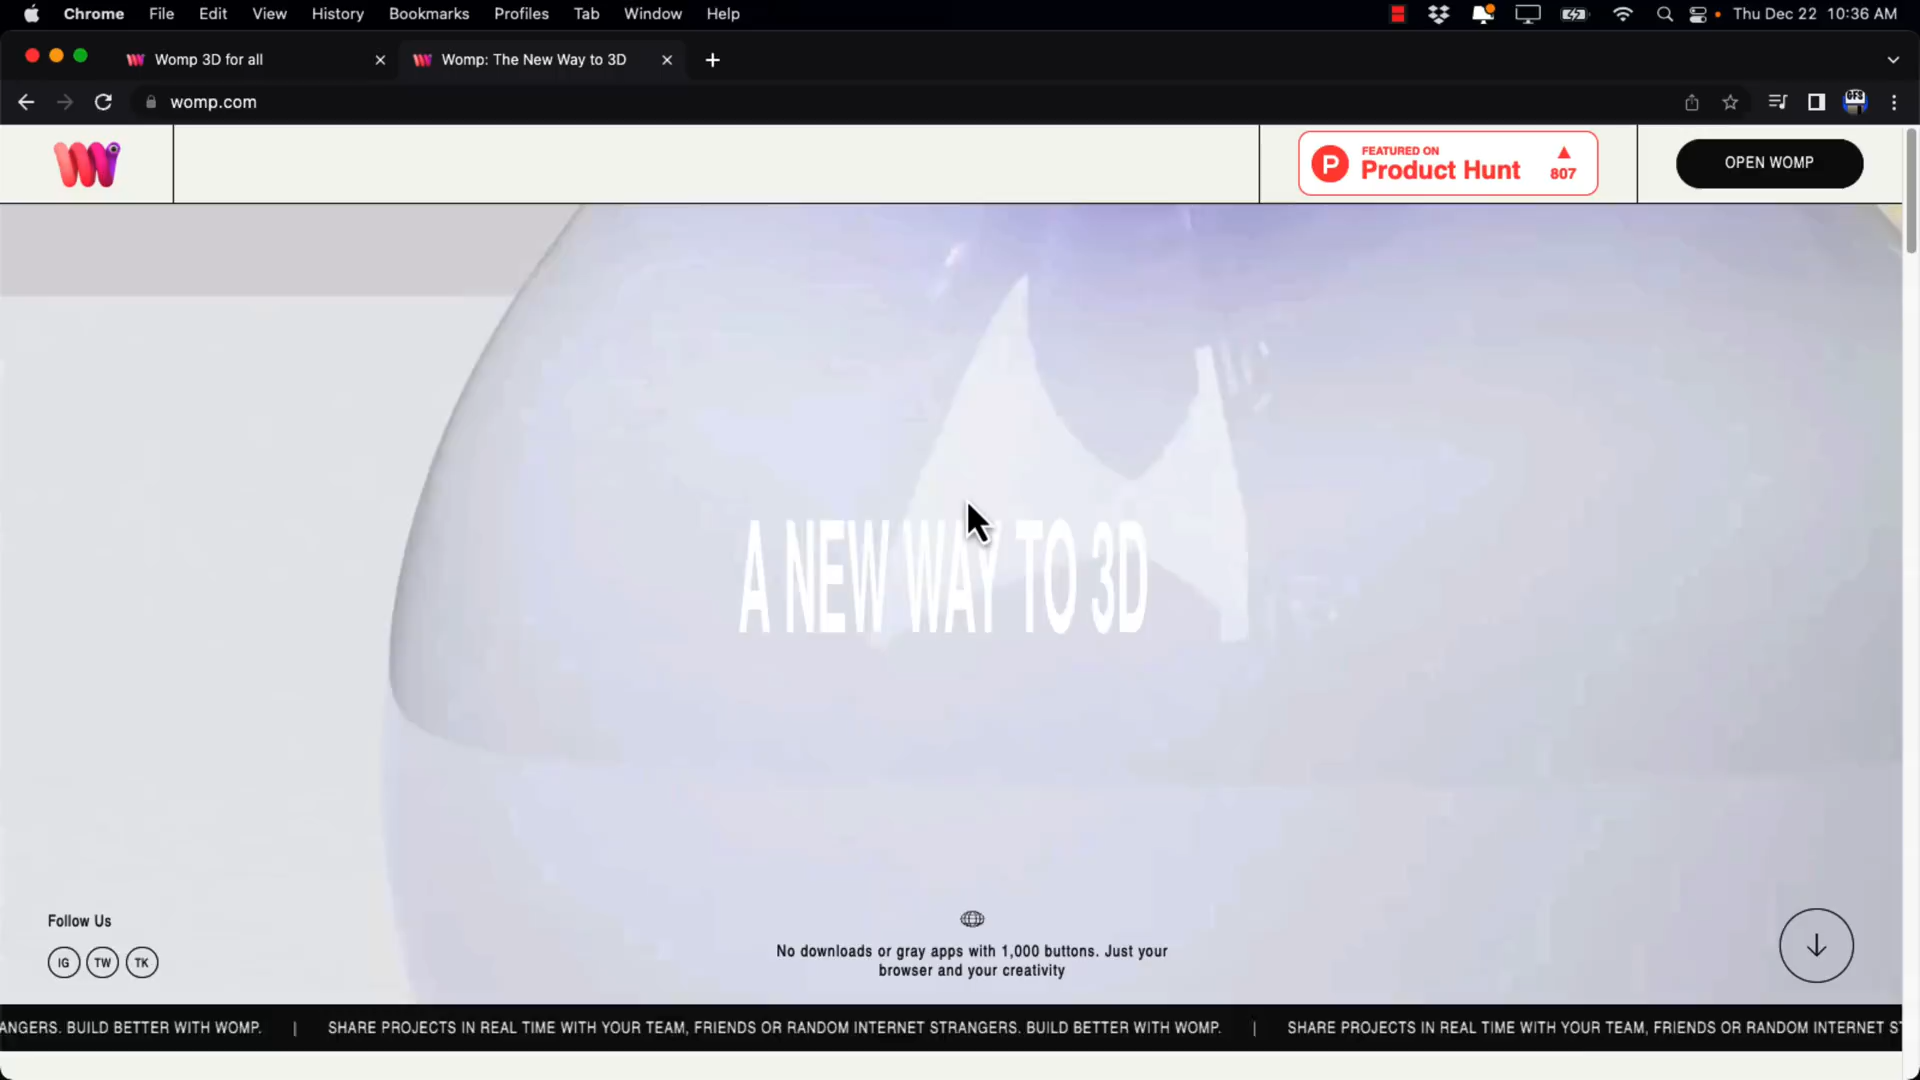 Chrome File Edit View History Bookmarks Profiles Tab Window Help Thu Dec 22 10:36 AM
Womp 3D for all Womp: The New Way to 3D
womp.com
FEATURED ON
Product Hunt
807
OPEN WOMP
A NEW WAY TO 3D
Follow Us
IG TW TK
No downloads or gray apps with 1,000 buttons. Just your
browser and your creativity
ANGERS. BUILD BETTER WITH WOMP. | SHARE PROJECTS IN REAL TIME WITH YOUR TEAM, FRIENDS OR RANDOM INTERNET STRANGERS. BUILD BETTER WITH WOMP. | SHARE PROJECTS IN REAL TIME WITH YOUR TEAM, FRIENDS OR RANDOM INTERNET ST